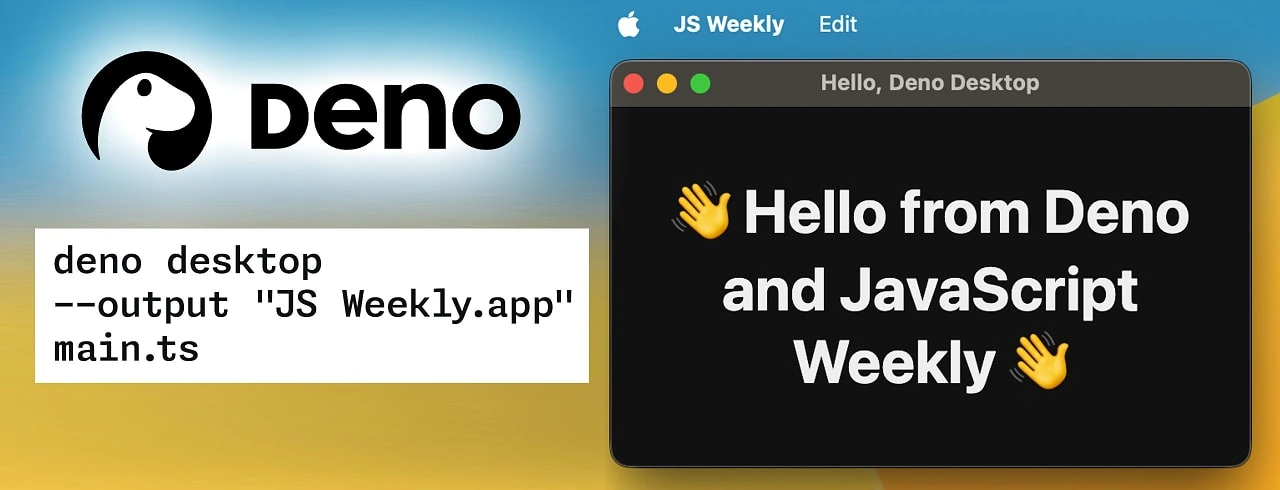 Deno
deno desktop
--output "JS Weekly.app"
main.ts
JS Weekly Edit
Hello, Deno Desktop
👋 Hello from Deno
and JavaScript
Weekly 👋